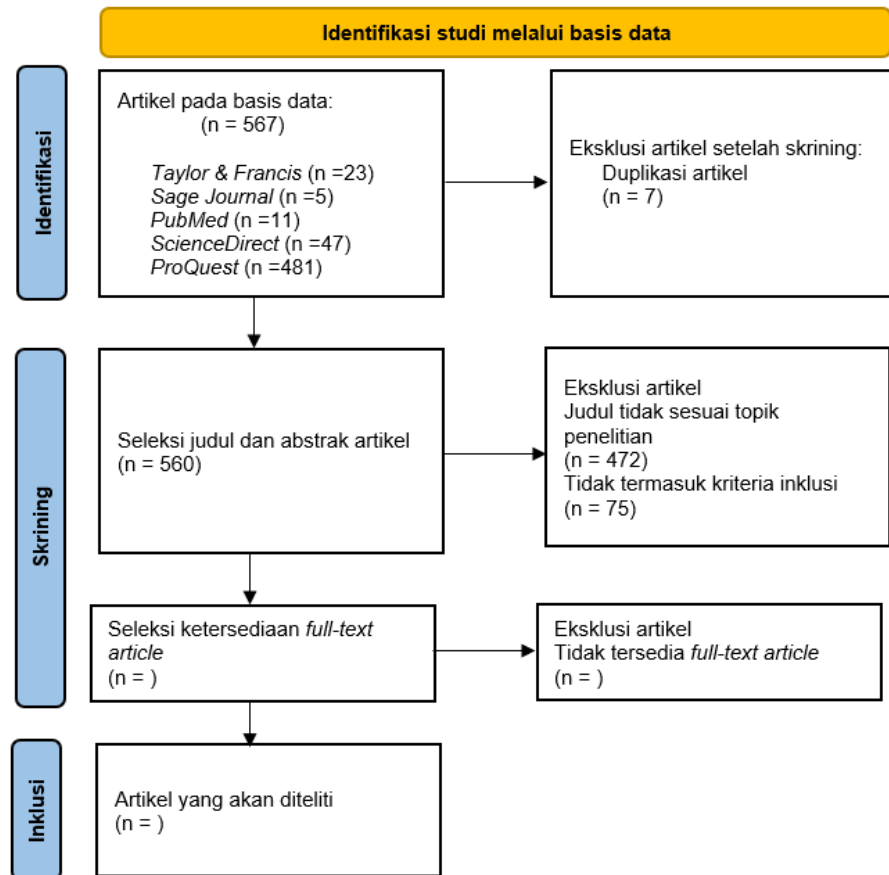 Identifikasi studi melalui basis data
Identifikasi
Artikel pada basis data:
(n = 567)
Taylor & Francis (n =23)
Sage Journal (n =5)
PubMed (n =11)
ScienceDirect (n =47)
ProQuest (n =481)
Eksklusi artikel setelah skrining:
Duplikasi artikel
(n = 7)
Skrining
Seleksi judul dan abstrak artikel
(n = 560)
Eksklusi artikel
Judul tidak sesuai topik
penelitian
(n = 472)
Tidak termasuk kriteria inklusi
(n = 75)
Seleksi ketersediaan full-text
article
(n = )
Eksklusi artikel
Tidak tersedia full-text article
(n = )
Inklusi
Artikel yang akan diteliti
(n = )